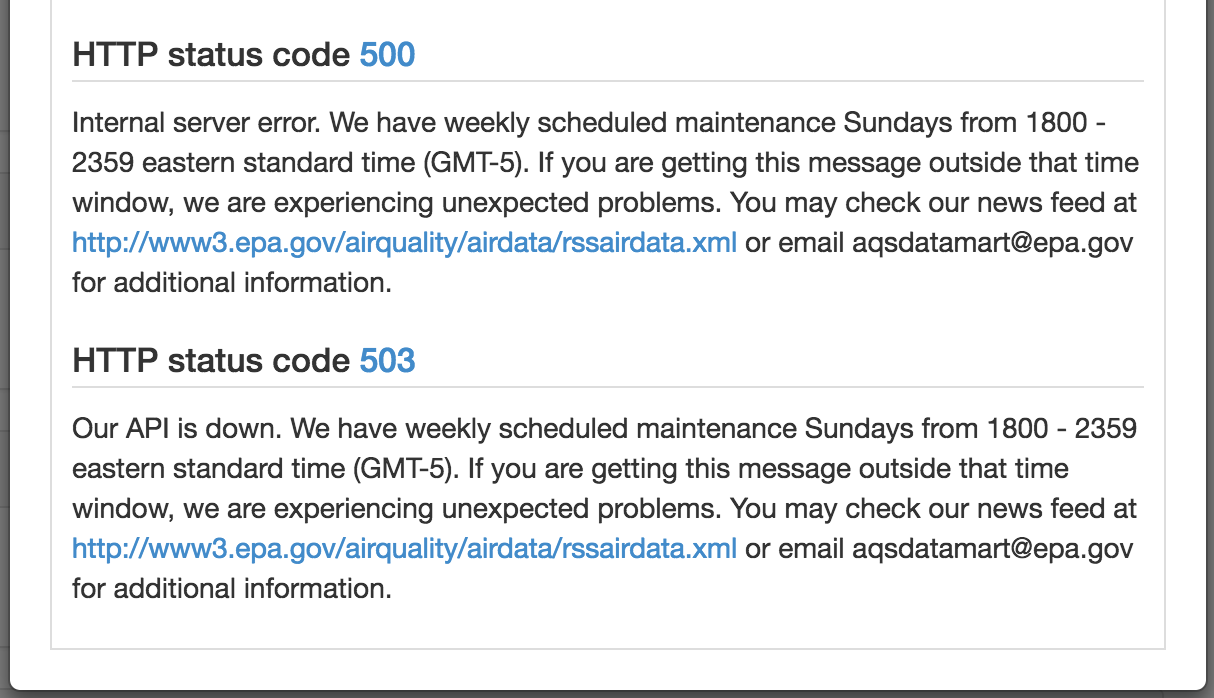 HTTP status code 500
Internal server error. We have weekly scheduled maintenance Sundays from 1800 -
2359 eastern standard time (GMT-5). If you are getting this message outside that time
window, we are experiencing unexpected problems. You may check our news feed at
http://www3.epa.gov/airquality/airdata/rssairdata.xml or email aqsdatamart@epa.gov
for additional information.
HTTP status code 503
Our API is down. We have weekly scheduled maintenance Sundays from 1800 - 2359
eastern standard time (GMT-5). If you are getting this message outside that time
window, we are experiencing unexpected problems. You may check our news feed at
http://www3.epa.gov/airquality/airdata/rssairdata.xml or email aqsdatamart@epa.gov
for additional information.